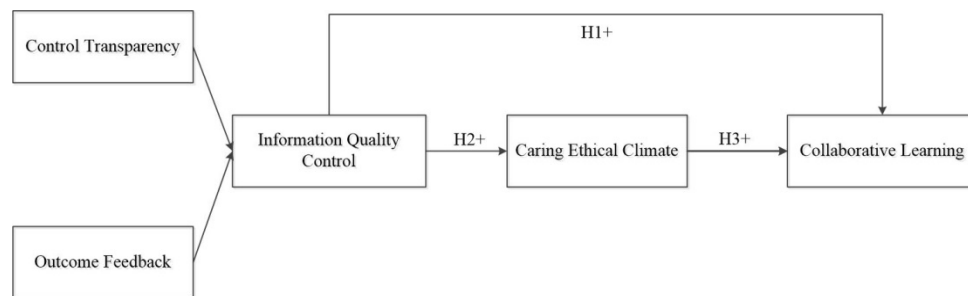 Control Transparency
H1+
Information Quality
Control
H2+
Caring Ethical Climate
H3+
Collaborative Learning
Outcome Feedback